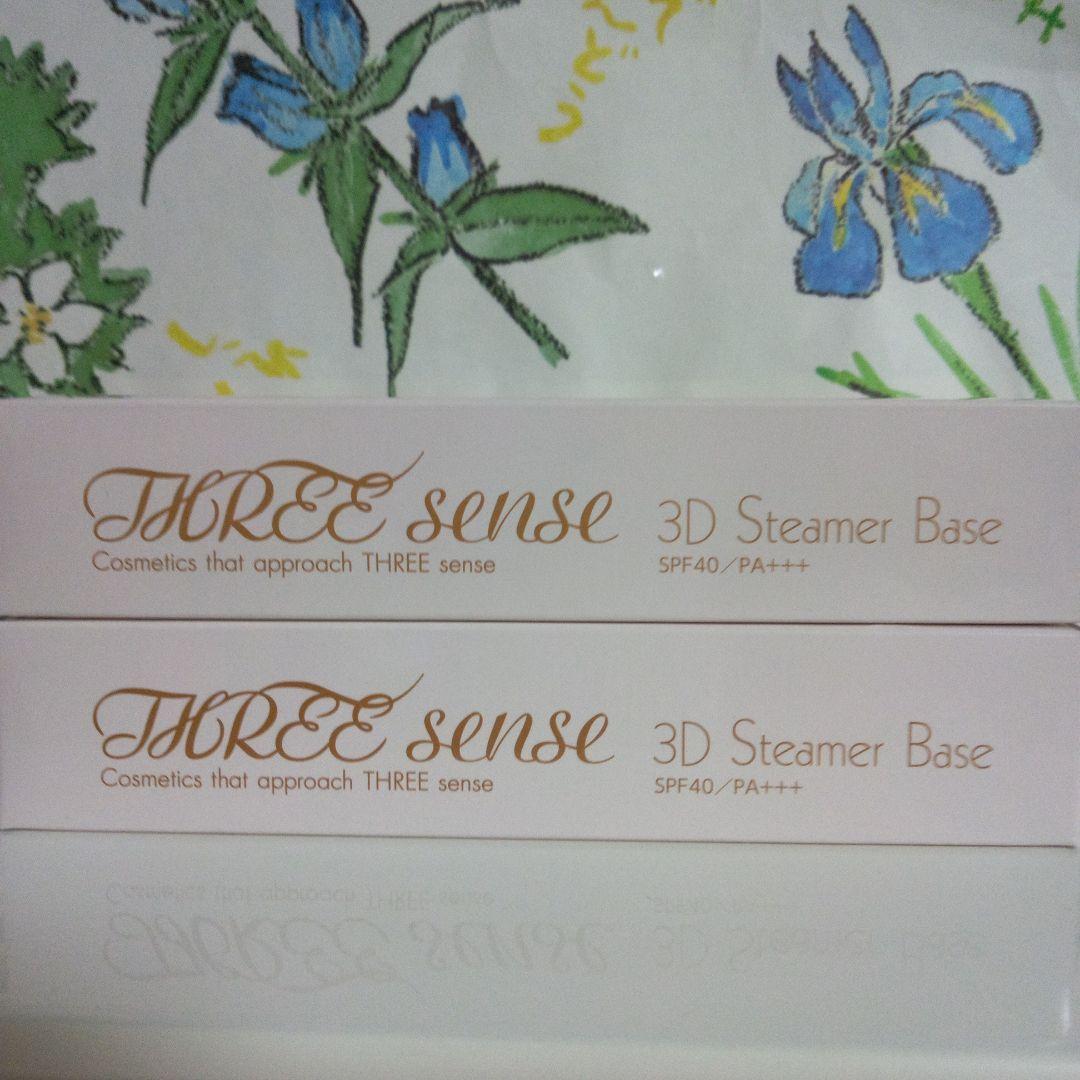 THREE sense 3D Steamer Base
Cosmetics that approach THREE sense SPF40/PA+++
THREE sense 3D Steamer Base
Cosmetics that approach THREE sense SPF40/PA+++